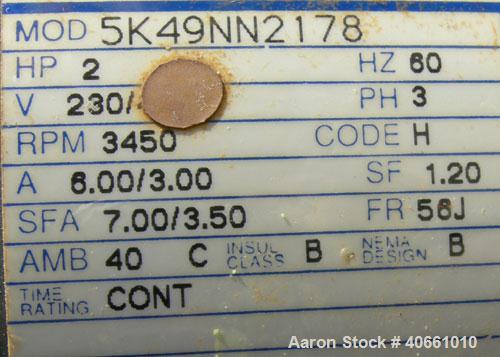 MOD 5K49NN2178
HP 2 HZ 60
V 230/ PH 3
RPM 3450 CODE H
A 6.00/3.00 SF 1.20
SFA 7.00/3.50 FR 56J
AMB 40 C INSUL CLASS B NEMA DESIGN B
TIME RATING CONT
Aaron Stock # 40661010